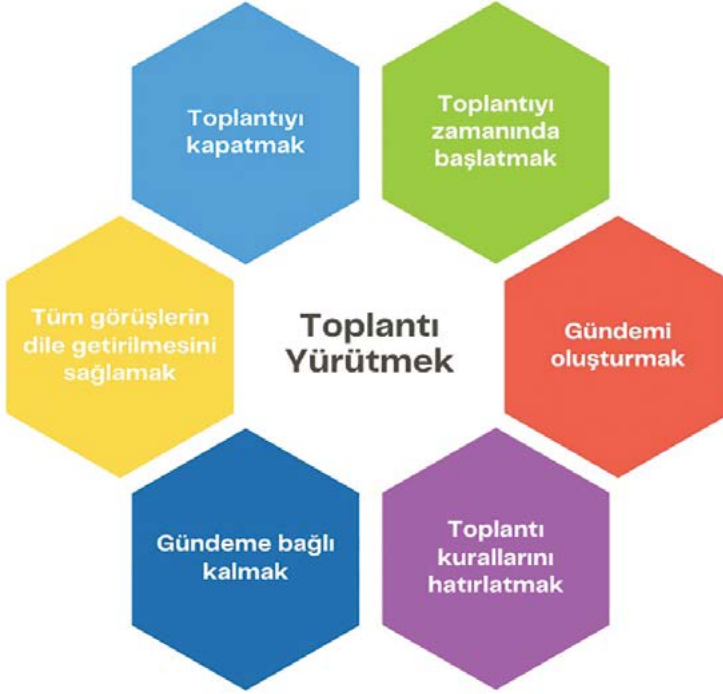 Toplantıyı
kapatmak
Toplantıyı
zamanında
başlatmak
Tüm görüşlerin
dile getirilmesini
sağlamak
Toplantı
Yürütmek
Gündemi
oluşturmak
Gündeme bağlı
kalmak
Toplantı
kurallarını
hatırlatmak